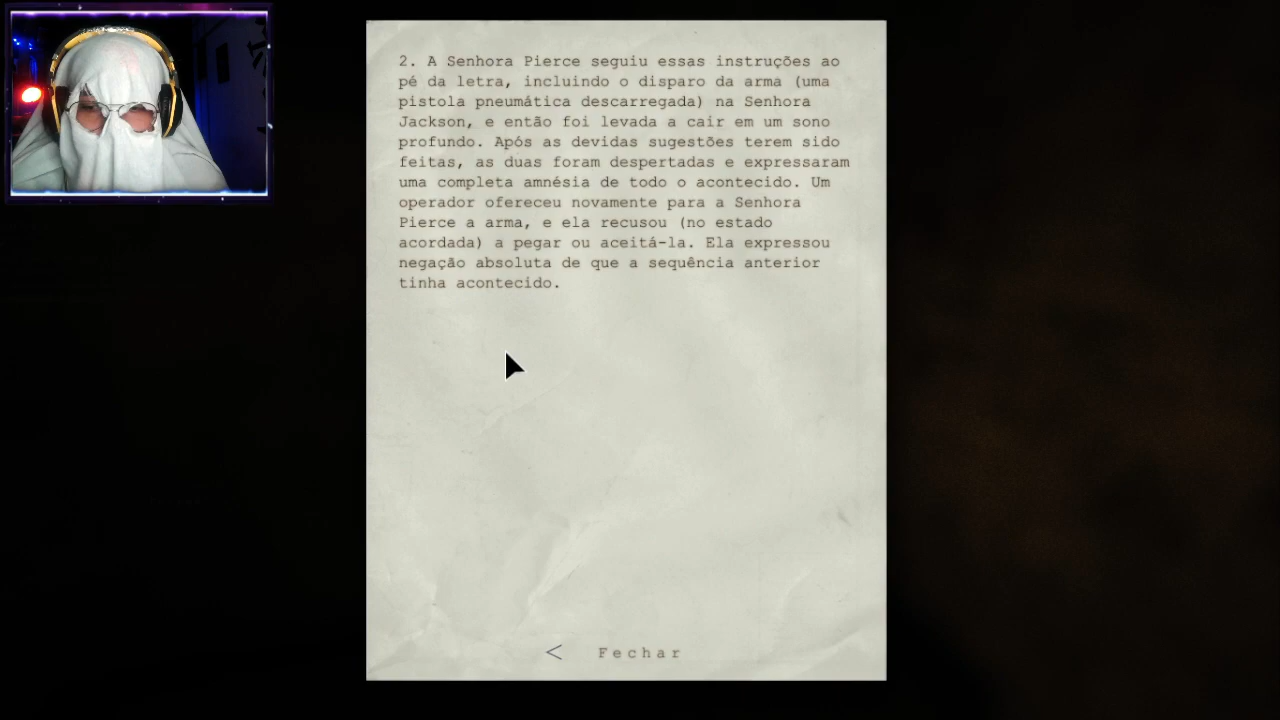 2. A Senhora Pierce seguiu essas instruções ao
pé da letra, incluindo o disparo da arma (uma
pistola pneumática descarregada) na Senhora
Jackson, e então foi levada a cair em um sono
profundo. Após as devidas sugestões terem sido
feitas, as duas foram despertadas e expressaram
uma completa amnésia de todo o acontecido. Um
operador ofereceu novamente para a Senhora
Pierce a arma, e ela recusou (no estado
acordada) a pegar ou aceitá-la. Ela expressou
negação absoluta de que a sequência anterior
tinha acontecido.
< Fechar